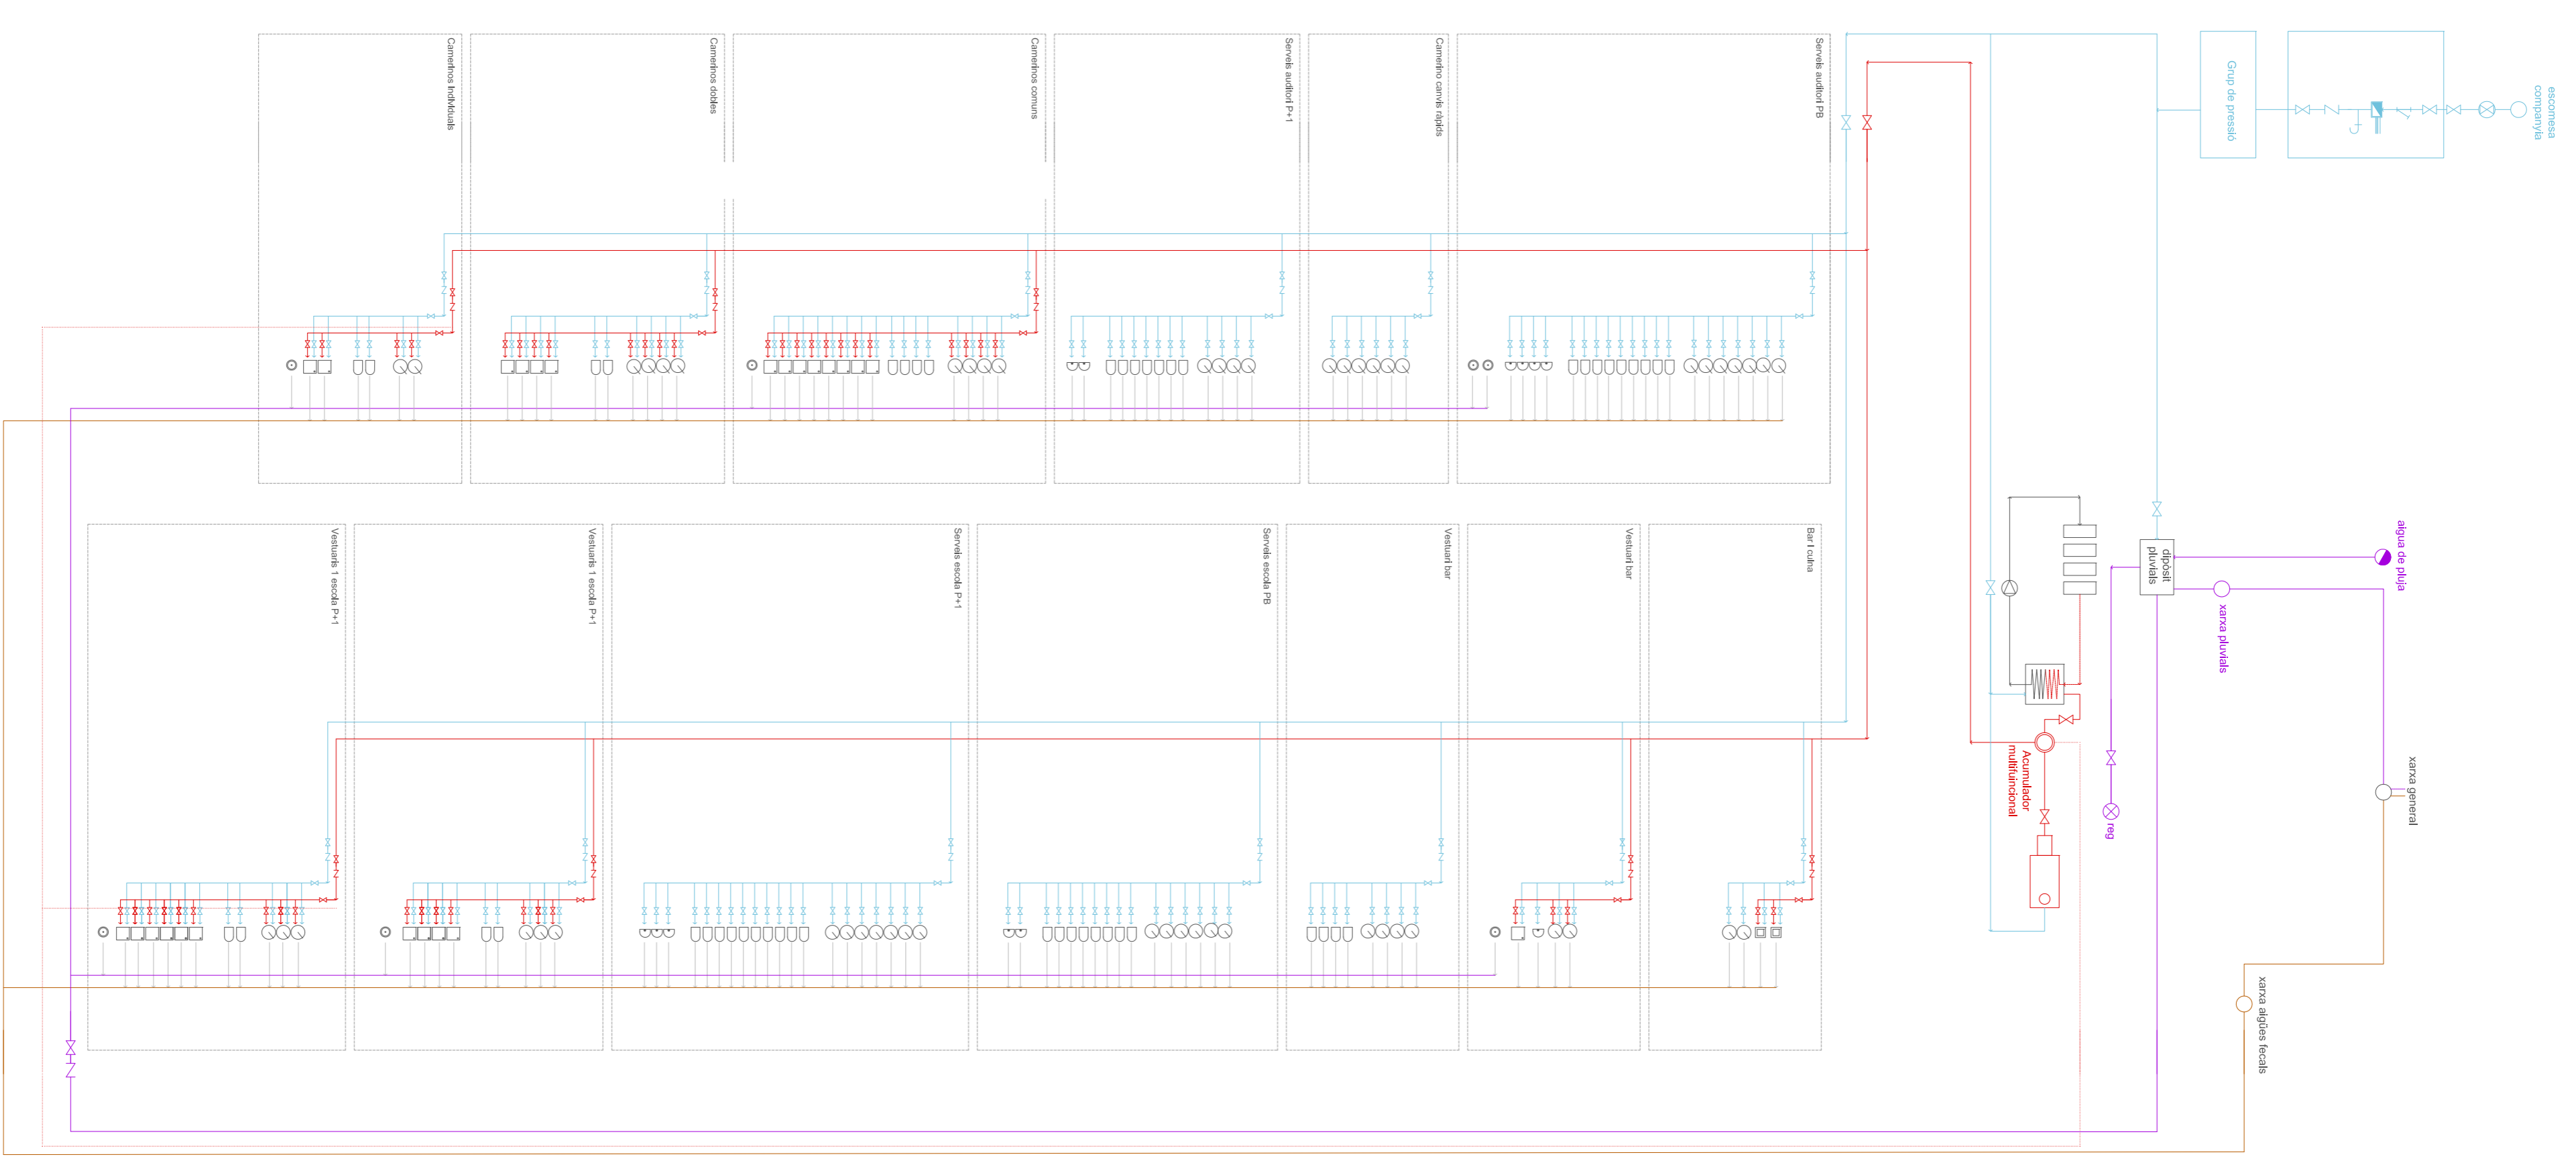 Camerinos individuals
Camerinos dobles
Camerinos comuns
Serveis auditori P+1
Camerino canvis ràpids
Serveis auditori PB
Grup de pressió
escomesa
companyia
Vestuaris 1 escola P+1
Vestuaris 1 escola P+1
Serveis escola P+1
Serveis escola PB
Vestuari bar
Vestuari bar
Bar i cuina
dipòsit
pluvials
aigua de pluja
xarxa pluvials
Acumulador
multifuincional
reg
xarxa general
xarxa aigües fecals